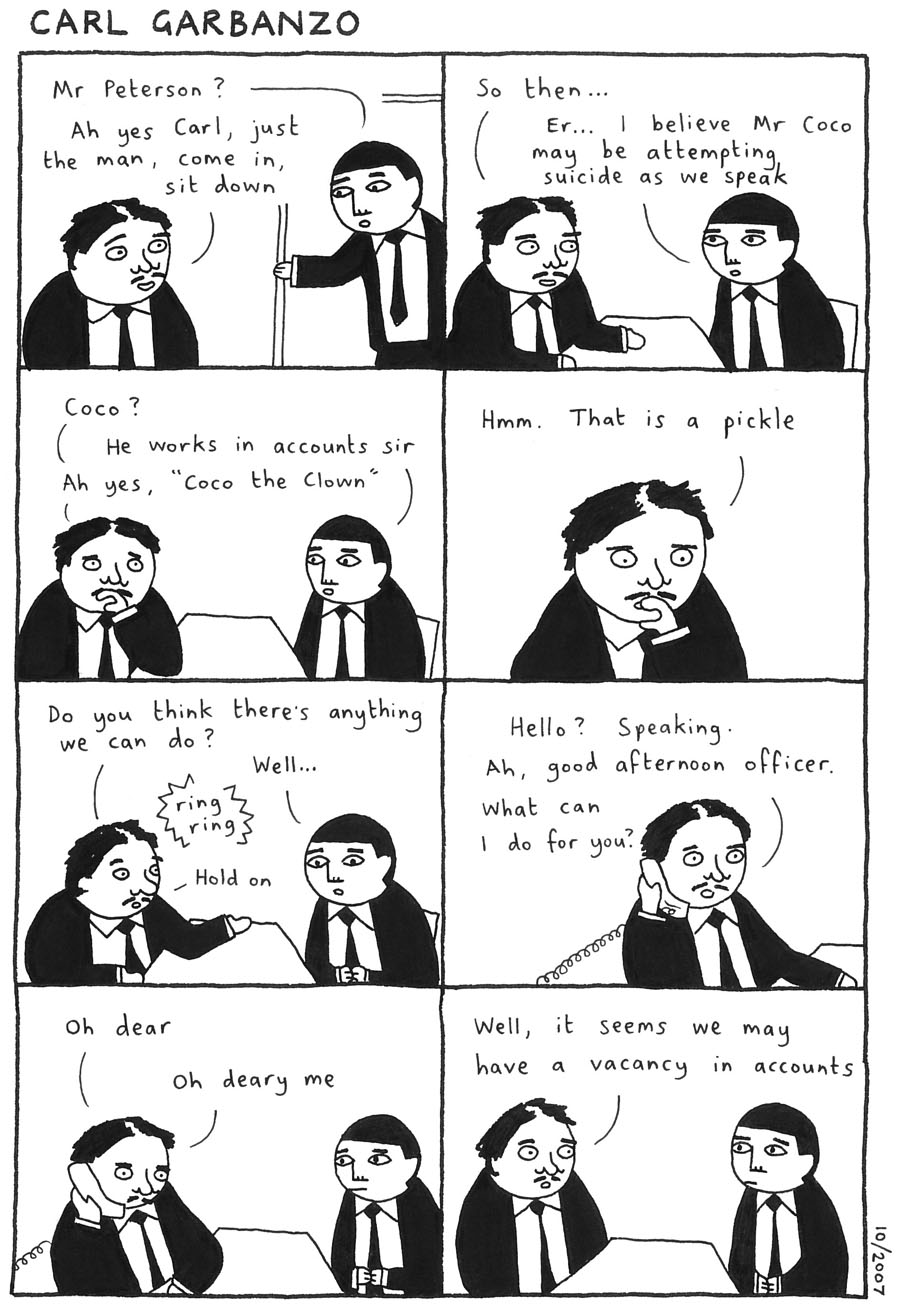 CARL GARBANZO
Mr Peterson?
Ah yes Carl, just
the man, come in,
sit down
So then...
Er... I believe Mr Coco
may be attempting
suicide as we speak
Coco?
He works in accounts sir
Ah yes, "Coco the Clown"
Hmm. That is a pickle
Do you think there's anything
we can do?
Well...
ring
ring
Hold on
Hello? Speaking.
Ah, good afternoon officer.
What can
I do for you?
Oh dear
Oh deary me
Well, it seems we may
have a vacancy in accounts
10/2007